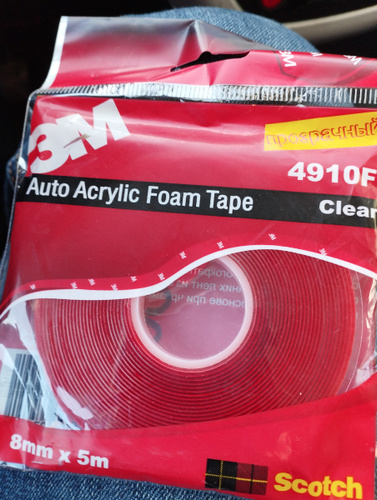 3M
прозрачный
4910F
Auto Acrylic Foam Tape
Clear
8mm x 5m
Scotch